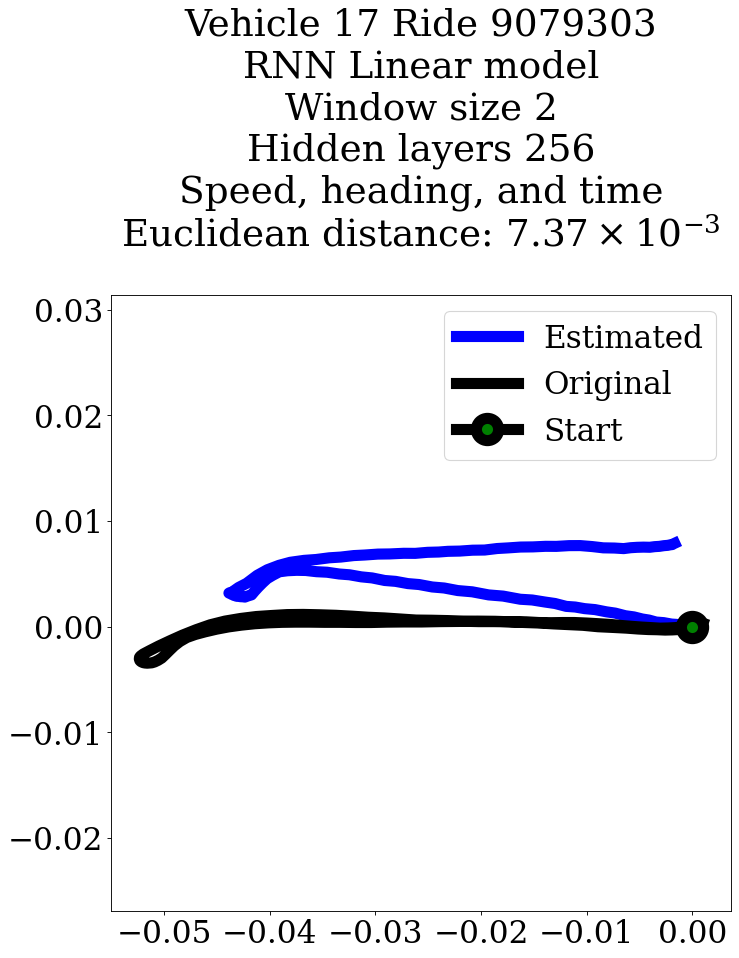 Vehicle 17 Ride 9079303
RNN Linear model
Window size 2
Hidden layers 256
Speed, heading, and time
Euclidean distance: 7.37 × 10⁻³
Estimated
Original
Start
0.03
0.02
0.01
0.00
−0.01
−0.02
−0.05 −0.04 −0.03 −0.02 −0.01 0.00